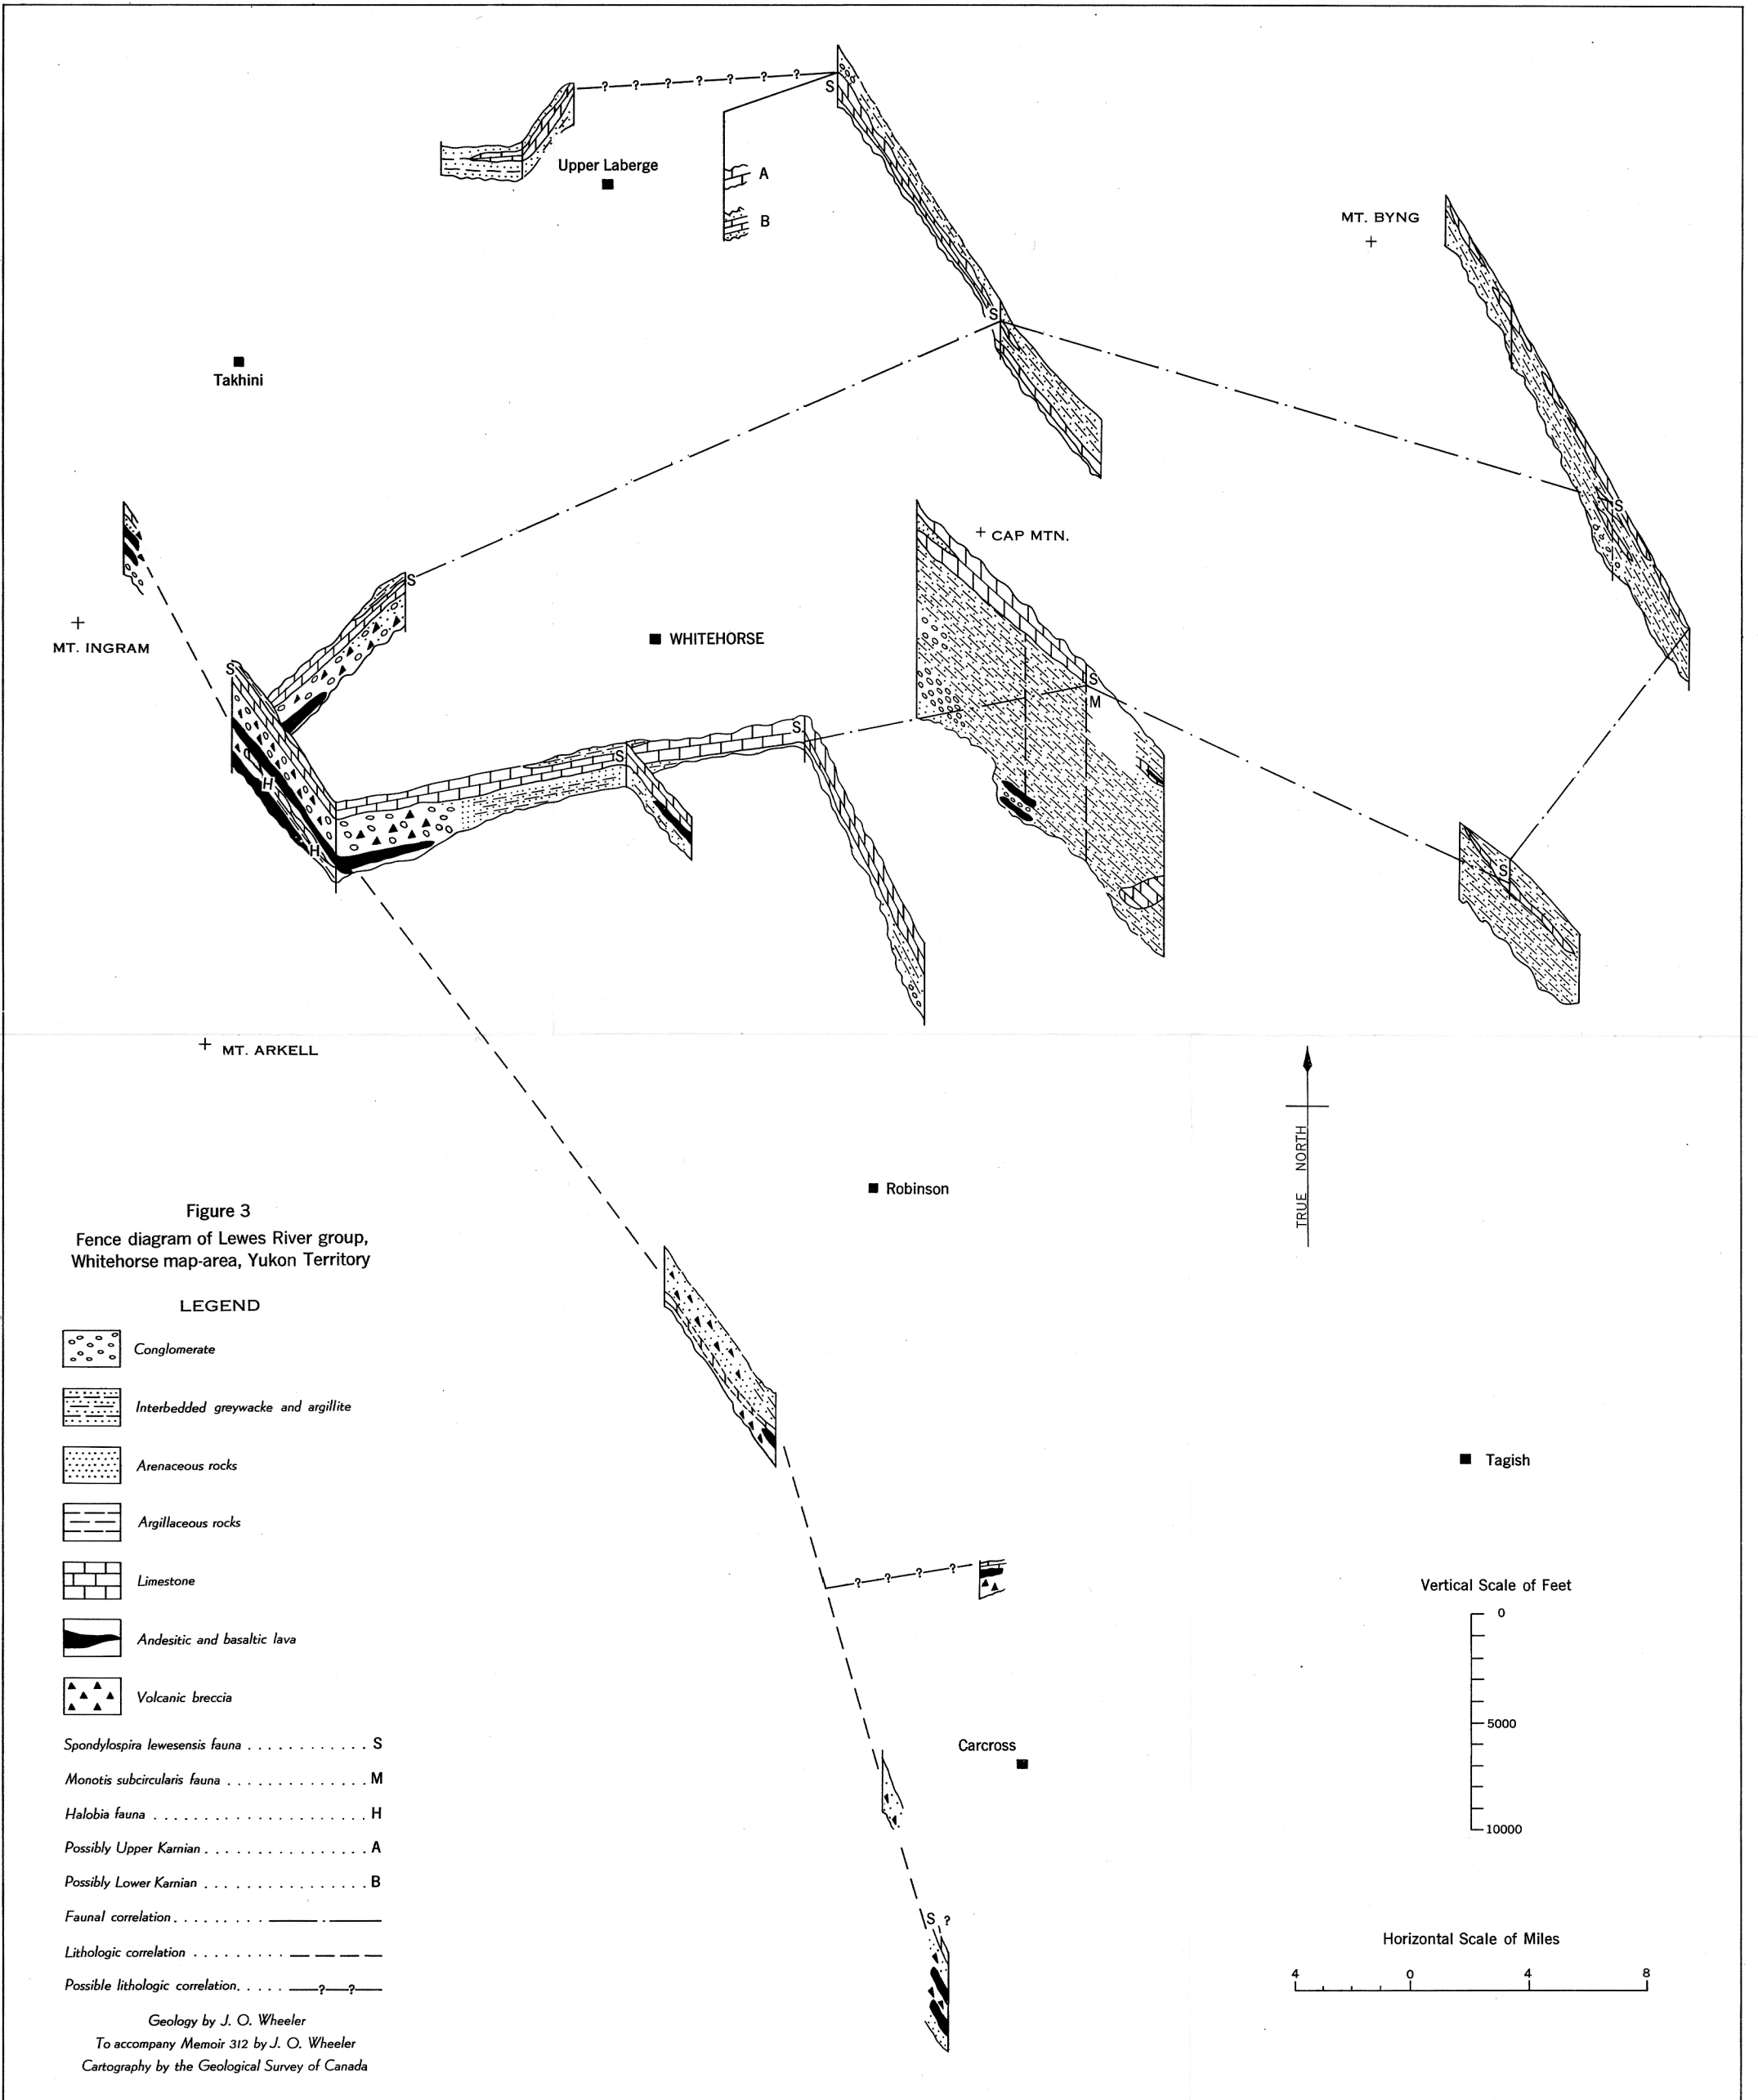 ? ? ? ? ? ? ?
S
Upper Laberge
A
B
MT. BYNG
S
Takhini
S
CAP MTN.
S
WHITEHORSE
MT. INGRAM
S
S
M
S
S
H
H
S
MT. ARKELL
TRUE NORTH
Robinson
Figure 3
Fence diagram of Lewes River group,
Whitehorse map-area, Yukon Territory
LEGEND
Conglomerate
Interbedded greywacke and argillite
Arenaceous rocks
Argillaceous rocks
Limestone
Andesitic and basaltic lava
Volcanic breccia
Spondylospira lewesensis fauna . . . . . . . . . . . . S
Monotis subcircularis fauna . . . . . . . . . . . . . . M
Halobia fauna . . . . . . . . . . . . . . . . . . . . . H
Possibly Upper Karnian . . . . . . . . . . . . . . . . A
Possibly Lower Karnian . . . . . . . . . . . . . . . . B
Faunal correlation . . . . . . . . .
Lithologic correlation . . . . . . . . .
Possible lithologic correlation. . . . . ? ?
Geology by J. O. Wheeler
To accompany Memoir 312 by J. O. Wheeler
Cartography by the Geological Survey of Canada
Tagish
? ? ? ?
Carcross
S ?
Vertical Scale of Feet
0
5000
10000
Horizontal Scale of Miles
4 0 4 8